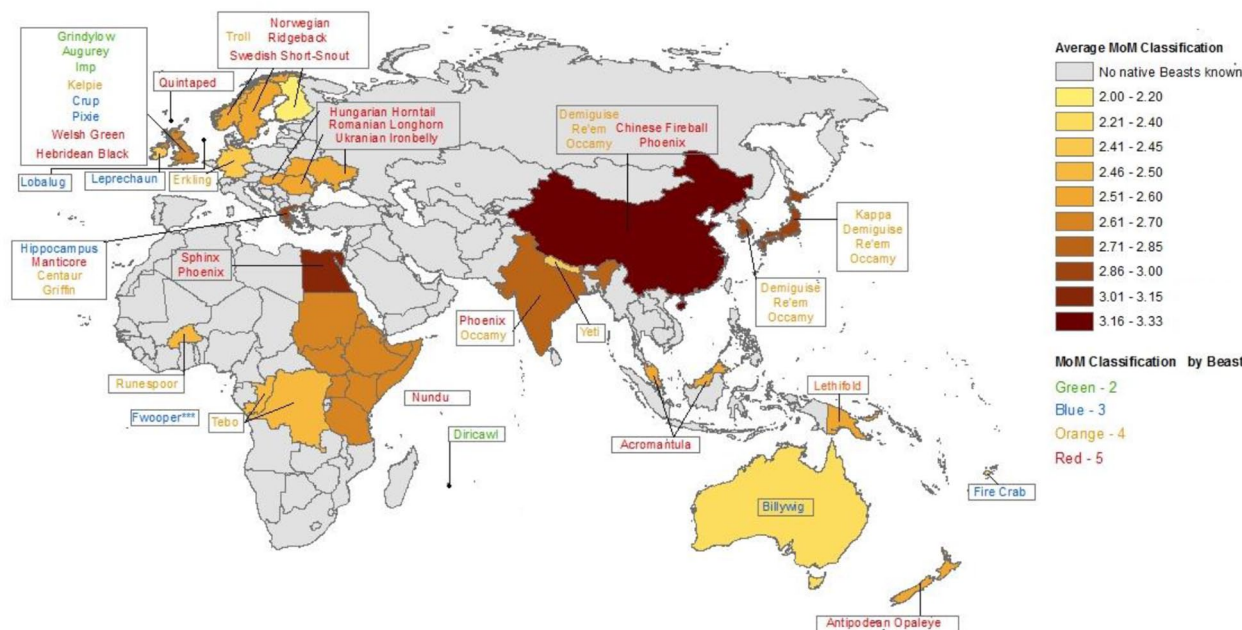 Grindylow
Augurey
Imp
Kelpie
Crup
Pixie
Welsh Green
Hebridean Black
Quintaped
Troll
Norwegian
Ridgeback
Swedish Short-Snout
Hungarian Horntail
Romanian Longhorn
Ukranian Ironbelly
Lobalug
Leprechaun
Erkling
Hippocampus
Manticore
Centaur
Griffin
Sphinx
Phoenix
Demiguise
Re'em
Occamy
Chinese Fireball
Phoenix
Kappa
Demiguise
Re'em
Occamy
Demiguise
Re'em
Occamy
Phoenix
Occamy
Yeti
Runespoor
Fwooper***
Tebo
Nundu
Diricawl
Acromantula
Lethifold
Billywig
Fire Crab
Antipodean Opaleye
Average MoM Classification
No native Beasts known
2.00 - 2.20
2.21 - 2.40
2.41 - 2.45
2.46 - 2.50
2.51 - 2.60
2.61 - 2.70
2.71 - 2.85
2.86 - 3.00
3.01 - 3.15
3.16 - 3.33
MoM Classification by Beast
Green - 2
Blue - 3
Orange - 4
Red - 5